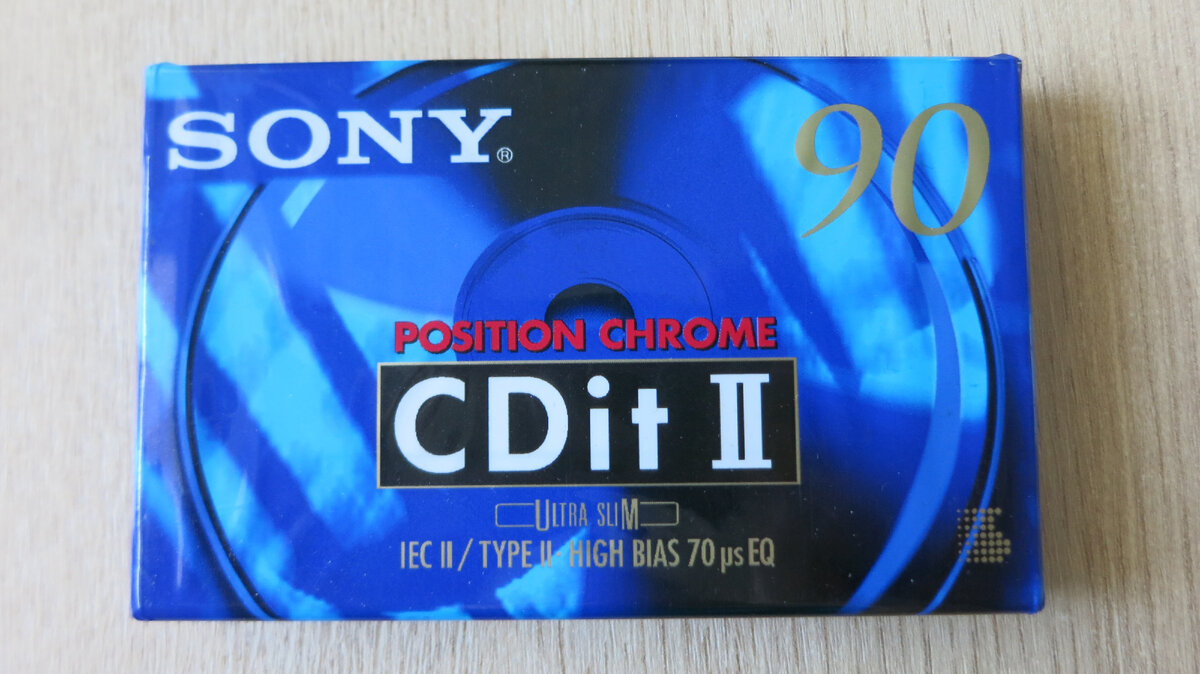 SONY®
90
POSITION CHROME
CDit II
ULTRA SLIM
IEC II / TYPE II · HIGH BIAS 70 µs EQ